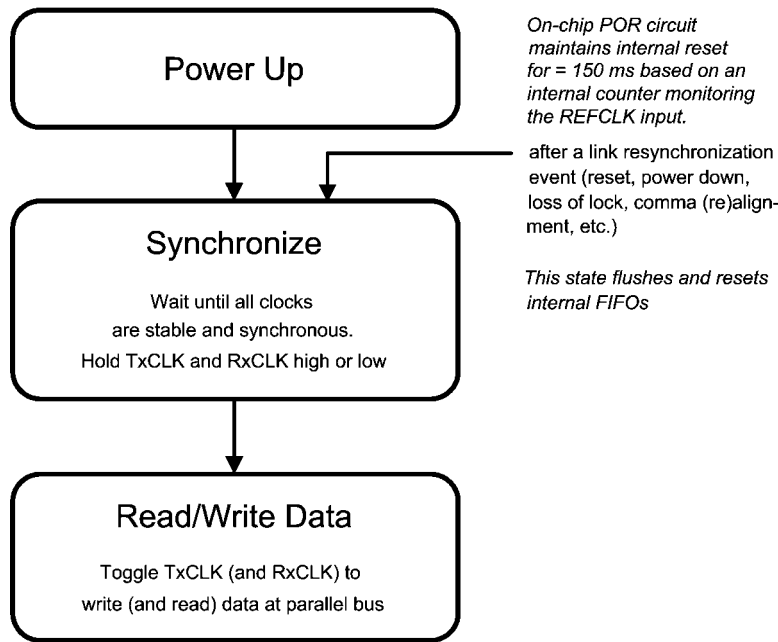 Power Up
On-chip POR circuit
maintains internal reset
for = 150 ms based on an
internal counter monitoring
the REFCLK input.
after a link resynchronization
event (reset, power down,
loss of lock, comma (re)align-
ment, etc.)
This state flushes and resets
internal FIFOs
Synchronize
Wait until all clocks
are stable and synchronous.
Hold TxCLK and RxCLK high or low
Read/Write Data
Toggle TxCLK (and RxCLK) to
write (and read) data at parallel bus